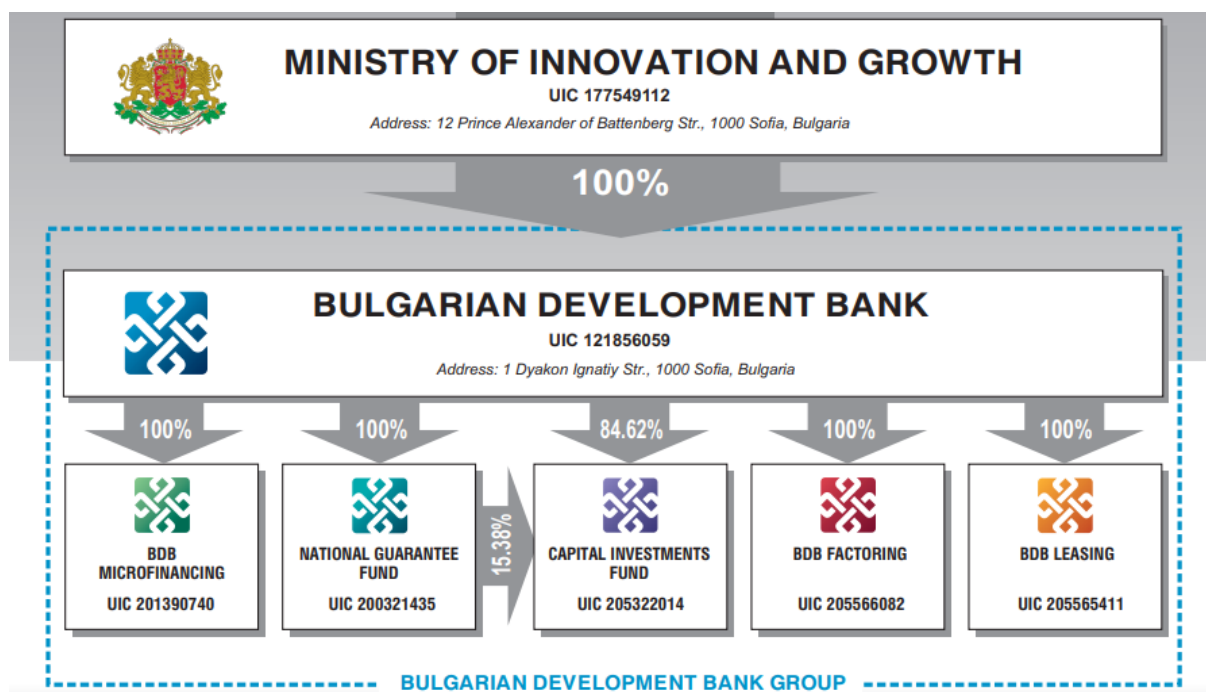 MINISTRY OF INNOVATION AND GROWTH
UIC 177549112
Address: 12 Prince Alexander of Battenberg Str., 1000 Sofia, Bulgaria
100%
BULGARIAN DEVELOPMENT BANK
UIC 121856059
Address: 1 Dyakon Ignatiy Str., 1000 Sofia, Bulgaria
100%
100%
84.62%
100%
100%
BDB
MICROFINANCING
UIC 201390740
NATIONAL GUARANTEE
FUND
UIC 200321435
15.38%
CAPITAL INVESTMENTS
FUND
UIC 205322014
BDB FACTORING
UIC 205566082
BDB LEASING
UIC 205565411
BULGARIAN DEVELOPMENT BANK GROUP